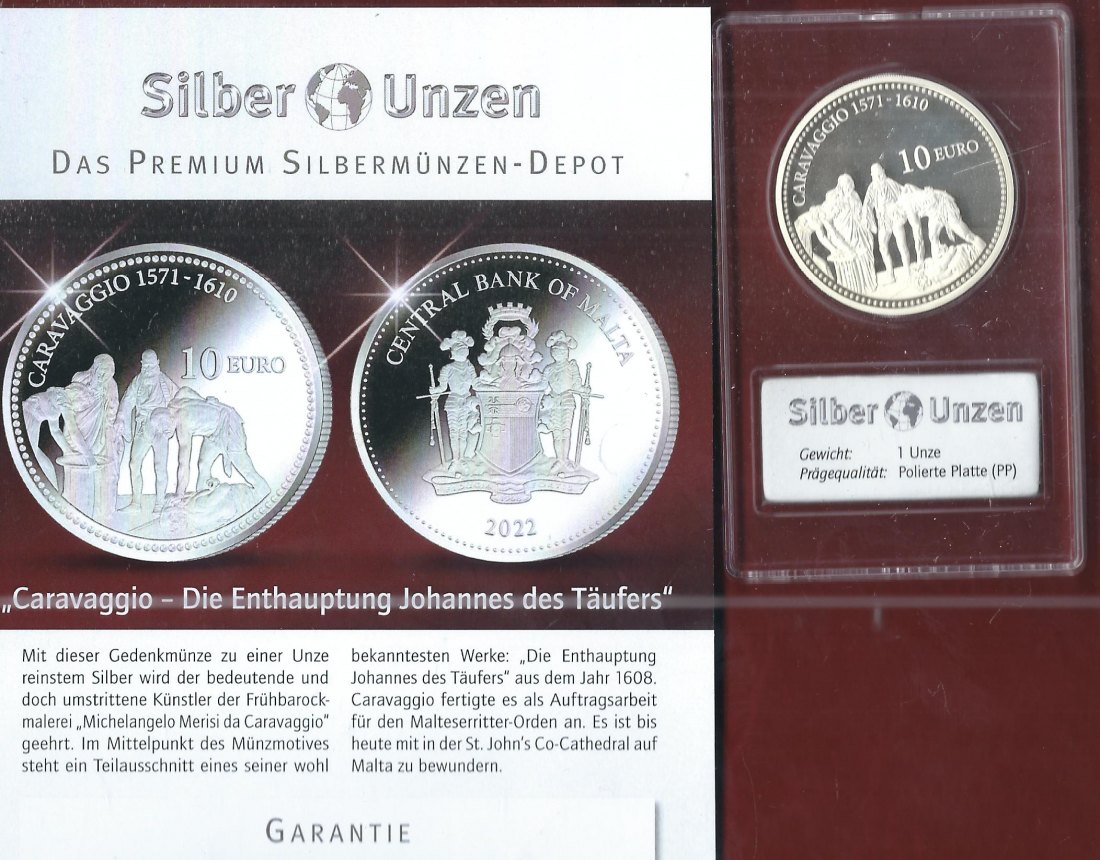 Silber Unzen
DAS PREMIUM SILBERMÜNZEN-DEPOT
CARAVAGGIO 1571-1610
10 EURO
CENTRAL BANK OF MALTA
2022
„Caravaggio – Die Enthauptung Johannes des Täufers“
Mit dieser Gedenkmünze zu einer Unze
reinstem Silber wird der bedeutende und
doch umstrittene Künstler der Frühbarock-
malerei „Michelangelo Merisi da Caravaggio“
geehrt. Im Mittelpunkt des Münzmotives
steht ein Teilausschnitt eines seiner wohl
bekanntesten Werke: „Die Enthauptung
Johannes des Täufers“ aus dem Jahr 1608.
Caravaggio fertigte es als Auftragsarbeit
für den Malteserritter-Orden an. Es ist bis
heute mit in der St. John's Co-Cathedral auf
Malta zu bewundern.
GARANTIE
CARAVAGGIO 1571-1610
10 EURO
Silber Unzen
Gewicht: 1 Unze
Prägequalität: Polierte Platte (PP)